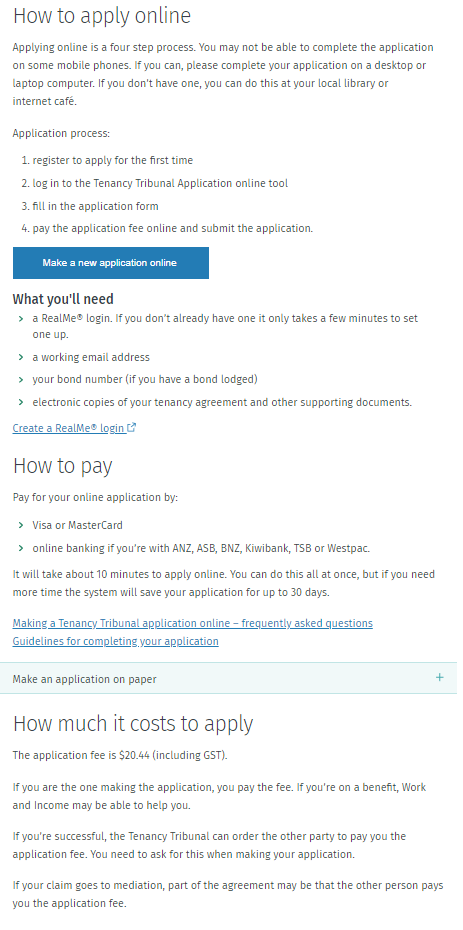 How to apply online
Applying online is a four step process. You may not be able to complete the application
on some mobile phones. If you can, please complete your application on a desktop or
laptop computer. If you don't have one, you can do this at your local library or
internet café.
Application process:
1. register to apply for the first time
2. log in to the Tenancy Tribunal Application online tool
3. fill in the application form
4. pay the application fee online and submit the application.
Make a new application online
What you'll need
> a RealMe® login. If you don't already have one it only takes a few minutes to set
one up.
> a working email address
> your bond number (if you have a bond lodged)
> electronic copies of your tenancy agreement and other supporting documents.
Create a RealMe® login
How to pay
Pay for your online application by:
> Visa or MasterCard
> online banking if you're with ANZ, ASB, BNZ, Kiwibank, TSB or Westpac.
It will take about 10 minutes to apply online. You can do this all at once, but if you need
more time the system will save your application for up to 30 days.
Making a Tenancy Tribunal application online – frequently asked questions
Guidelines for completing your application
Make an application on paper +
How much it costs to apply
The application fee is $20.44 (including GST).
If you are the one making the application, you pay the fee. If you're on a benefit, Work
and Income may be able to help you.
If you're successful, the Tenancy Tribunal can order the other party to pay you the
application fee. You need to ask for this when making your application.
If your claim goes to mediation, part of the agreement may be that the other person pays
you the application fee.